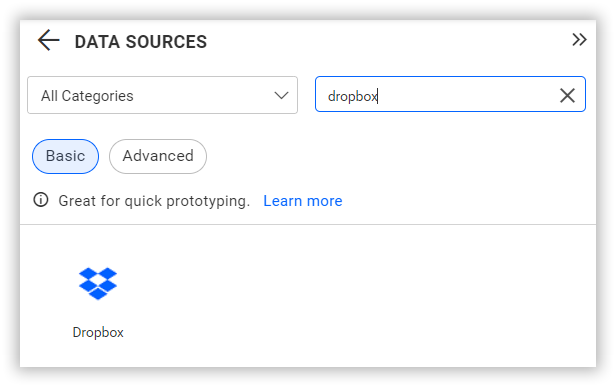 DATA SOURCES
All Categories
dropbox
Basic
Advanced
Great for quick prototyping. Learn more
Dropbox